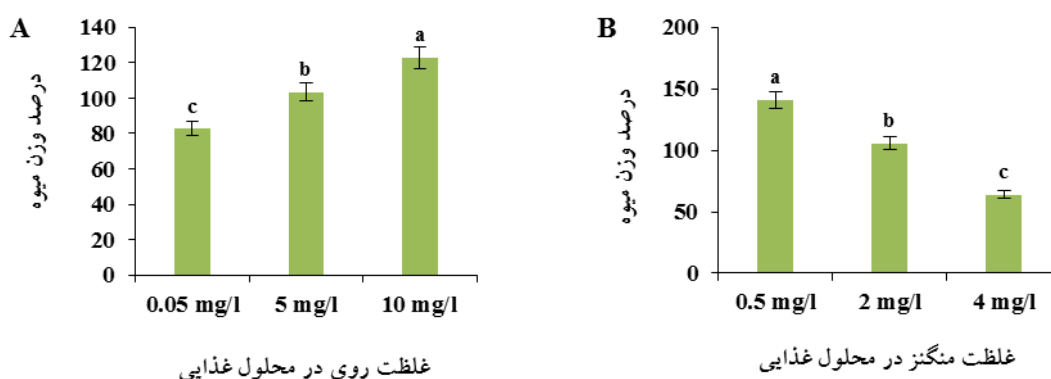 A
درصد وزن میوه
140
120
100
80
60
40
20
0
c
b
a
0.05 mg/l
5 mg/l
10 mg/l
غلظت روی در محلول غذایی
B
درصد وزن میوه
200
150
100
50
0
a
b
c
0.5 mg/l
2 mg/l
4 mg/l
غلظت منگنز در محلول غذایی